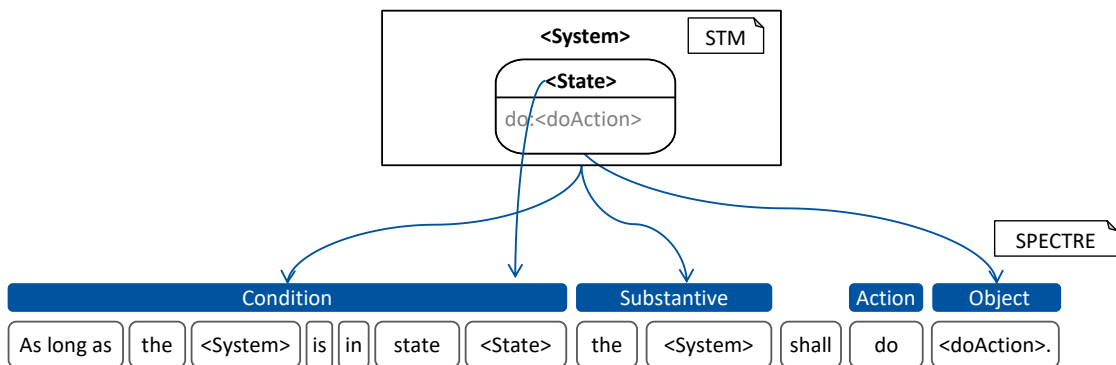 <System> STM
<State>
do:<doAction>
SPECTRE
Condition Substantive Action Object
As long as the <System> is in state <State> the <System> shall do <doAction>.